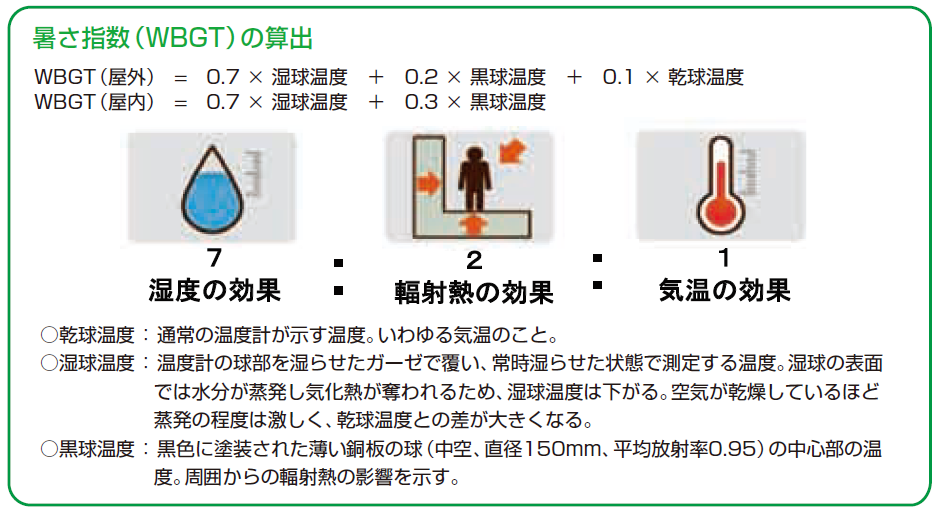 暑さ指数(WBGT)の算出
WBGT(屋外) = 0.7 × 湿球温度 + 0.2 × 黒球温度 + 0.1 × 乾球温度
WBGT(屋内) = 0.7 × 湿球温度 + 0.3 × 黒球温度
7 : 2 : 1
湿度の効果 輻射熱の効果 気温の効果
○乾球温度:通常の温度計が示す温度。いわゆる気温のこと。
○湿球温度:温度計の球部を湿らせたガーゼで覆い、常時湿らせた状態で測定する温度。湿球の表面
では水分が蒸発し気化熱が奪われるため、湿球温度は下がる。空気が乾燥しているほど
蒸発の程度は激しく、乾球温度との差が大きくなる。
○黒球温度:黒色に塗装された薄い銅板の球(中空、直径150mm、平均放射率0.95)の中心部の温
度。周囲からの輻射熱の影響を示す。